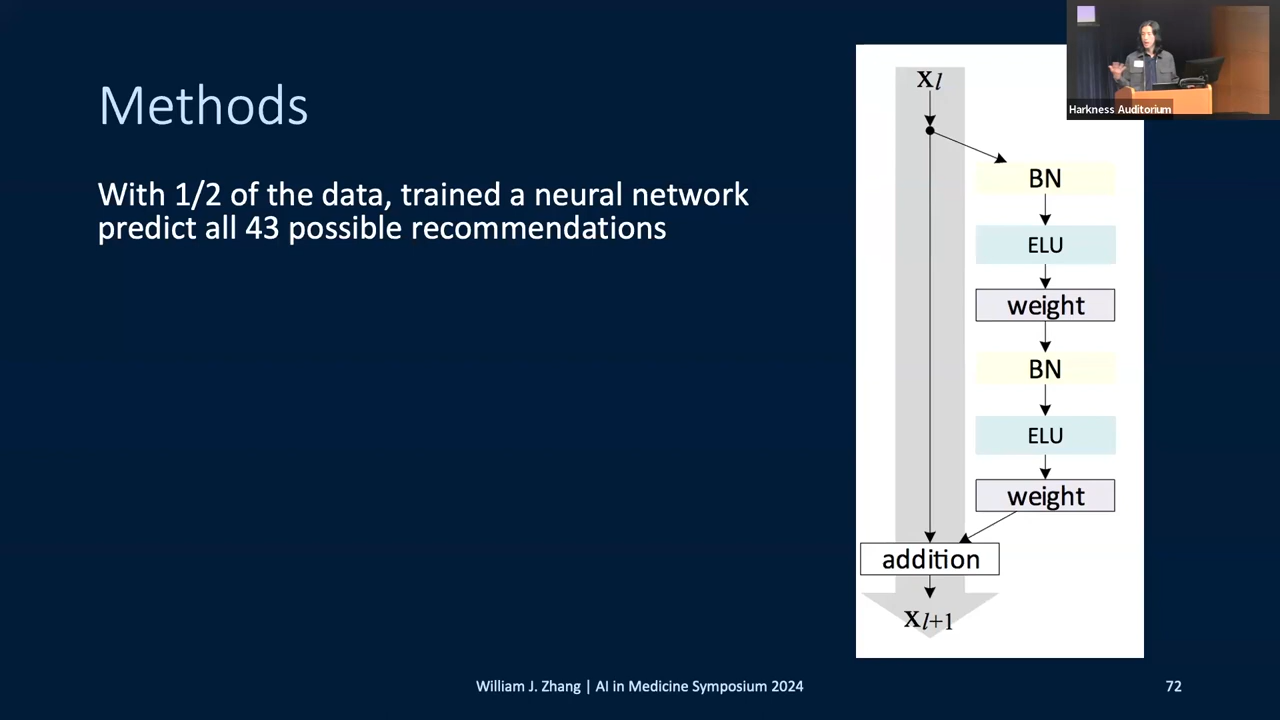 Methods
With 1/2 of the data, trained a neural network
predict all 43 possible recommendations
Xl
BN
ELU
weight
BN
ELU
weight
addition
Xl+1
Harkness Auditorium
William J. Zhang | AI in Medicine Symposium 2024
72